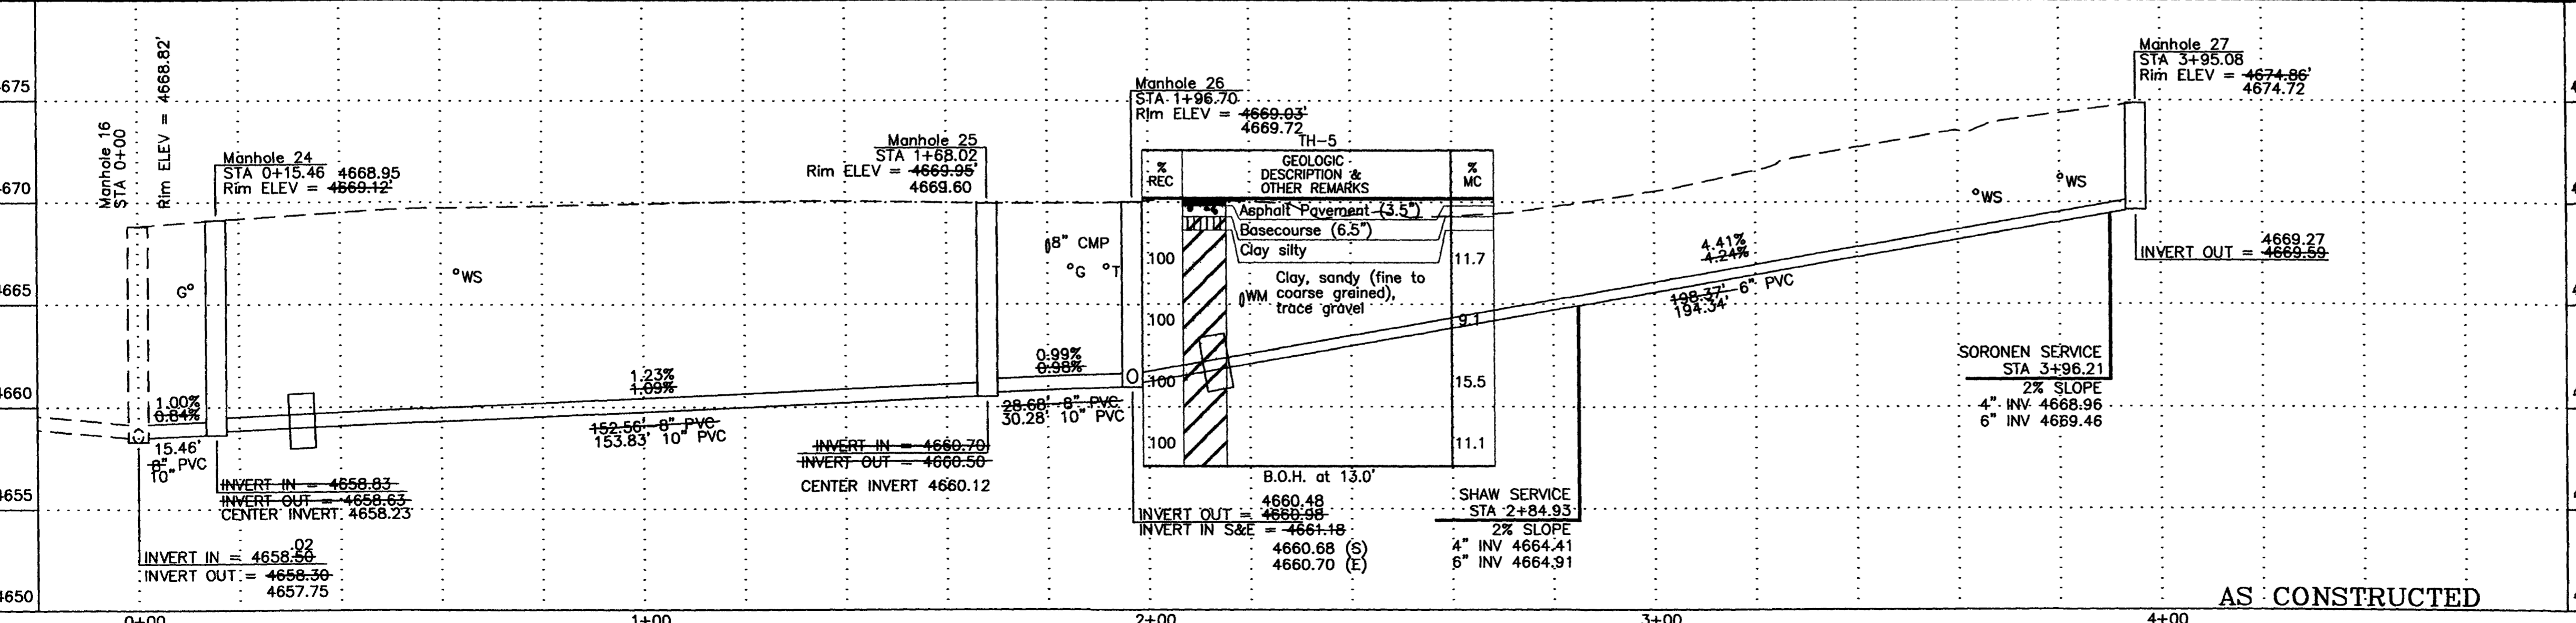 Manhole 16
STA 0+00
Rim ELEV = 4668.82'
Manhole 24
STA 0+15.46 4668.95
Rim ELEV = 4669.12'
Manhole 25
STA 1+68.02
Rim ELEV = 4669.95'
4669.60
Manhole 26
STA 1+96.70
Rim ELEV = 4669.03'
4669.72
TH-5
% REC
GEOLOGIC
DESCRIPTION &
OTHER REMARKS
% MC
Asphalt Pavement (3.5")
Basecourse (6.5")
Clay silty
Clay, sandy (fine to
coarse grained),
trace gravel
100
11.7
100
9.1
100
15.5
100
11.1
B.O.H. at 13.0'
Manhole 27
STA 3+95.08
Rim ELEV = 4674.86'
4674.72
4675
4670
4665
4660
4655
4650
G
WS
8" CMP
G T
WM
WS
WS
1.00%
0.84%
15.46'
8" PVC
10"
1.23%
1.09%
152.56' 8" PVC
153.83' 10" PVC
0.99%
0.98%
28.68' 8" PVC
30.28' 10" PVC
4.41%
4.24%
198.37' 6" PVC
194.34'
INVERT IN = 4658.83
INVERT OUT = 4658.63
CENTER INVERT 4658.23
.02
INVERT IN = 4658.50
INVERT OUT = 4658.30
4657.75
INVERT IN = 4660.70
INVERT OUT = 4660.50
CENTER INVERT 4660.12
4660.48
INVERT OUT = 4660.98
INVERT IN S&E = 4661.18
4660.68 (S)
4660.70 (E)
SHAW SERVICE
STA 2+84.93
2% SLOPE
4" INV 4664.41
6" INV 4664.91
SORONEN SERVICE
STA 3+96.21
2% SLOPE
4" INV 4668.96
6" INV 4669.46
4669.27
INVERT OUT = 4669.59
AS CONSTRUCTED
0+00 1+00 2+00 3+00 4+00